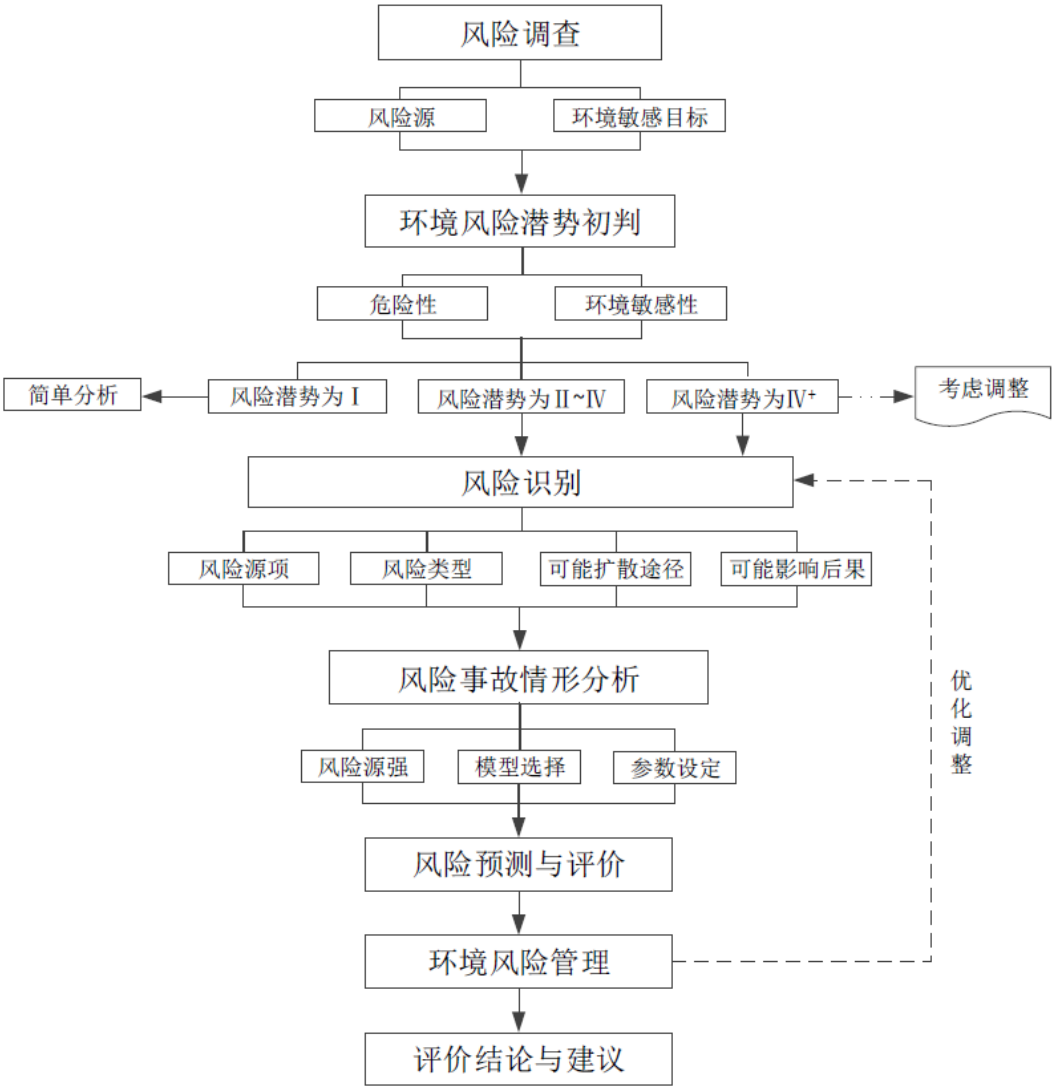 风险调查
风险源
环境敏感目标
环境风险潜势初判
危险性
环境敏感性
简单分析
风险潜势为Ⅰ
风险潜势为Ⅱ~Ⅳ
风险潜势为Ⅳ⁺
考虑调整
风险识别
风险源项
风险类型
可能扩散途径
可能影响后果
风险事故情形分析
优化调整
风险源强
模型选择
参数设定
风险预测与评价
环境风险管理
评价结论与建议